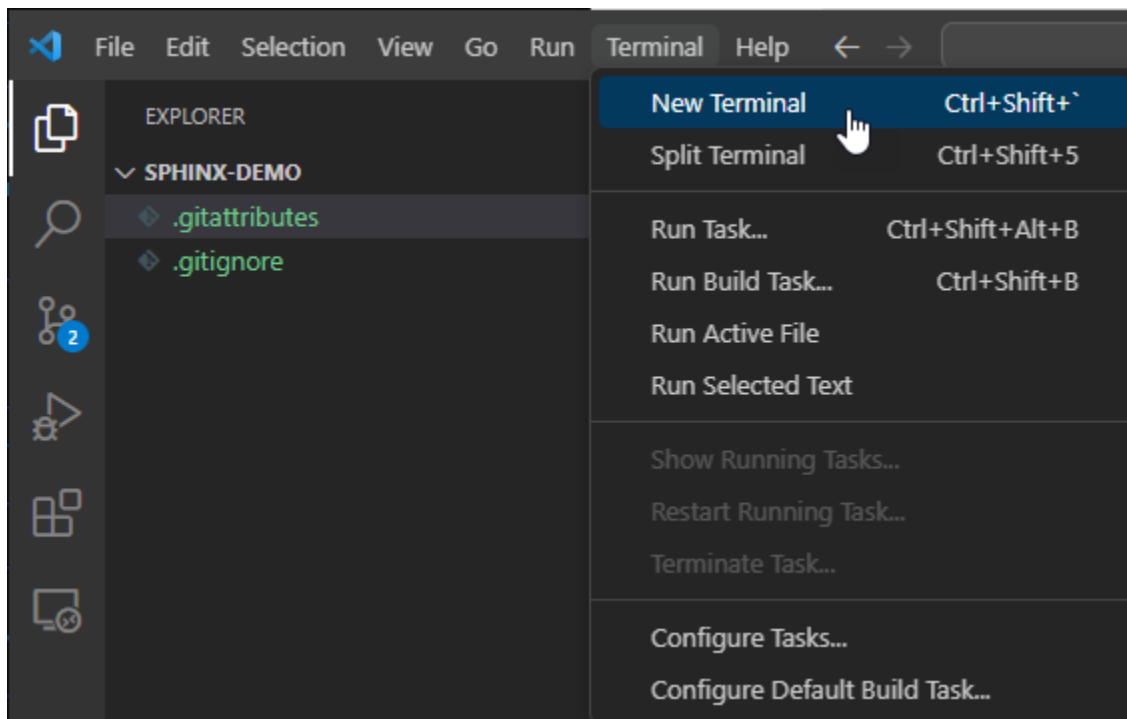 File Edit Selection View Go Run Terminal Help ← →
EXPLORER
SPHINX-DEMO
.gitattributes
.gitignore
2
New Terminal Ctrl+Shift+`
Split Terminal Ctrl+Shift+5
Run Task... Ctrl+Shift+Alt+B
Run Build Task... Ctrl+Shift+B
Run Active File
Run Selected Text
Show Running Tasks...
Restart Running Task...
Terminate Task...
Configure Tasks...
Configure Default Build Task...